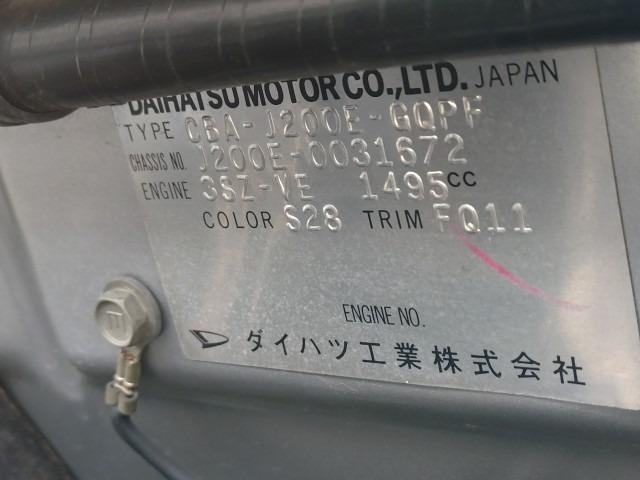 DAIHATSU MOTOR CO.,LTD. JAPAN
TYPE CBA-J200E-GQPF
CHASSIS NO. J200E-0031672
ENGINE 3SZ-VE 1495CC
COLOR S28 TRIM FQ11
ENGINE NO.
ダイハツ工業株式会社